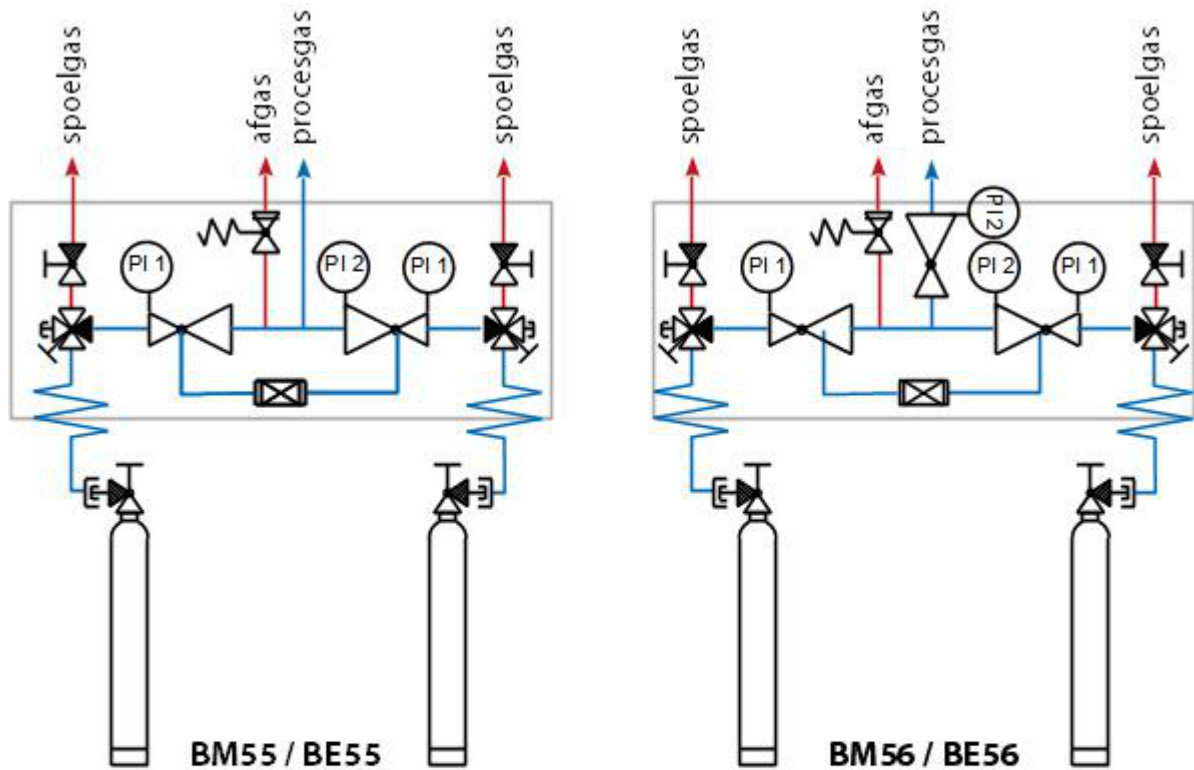 spoelgas
afgas
procesgas
spoelgas
PI 1
PI 2
PI 1
BM55 / BE55
spoelgas
afgas
procesgas
spoelgas
PI2
PI 1
PI 2
PI 1
BM56 / BE56